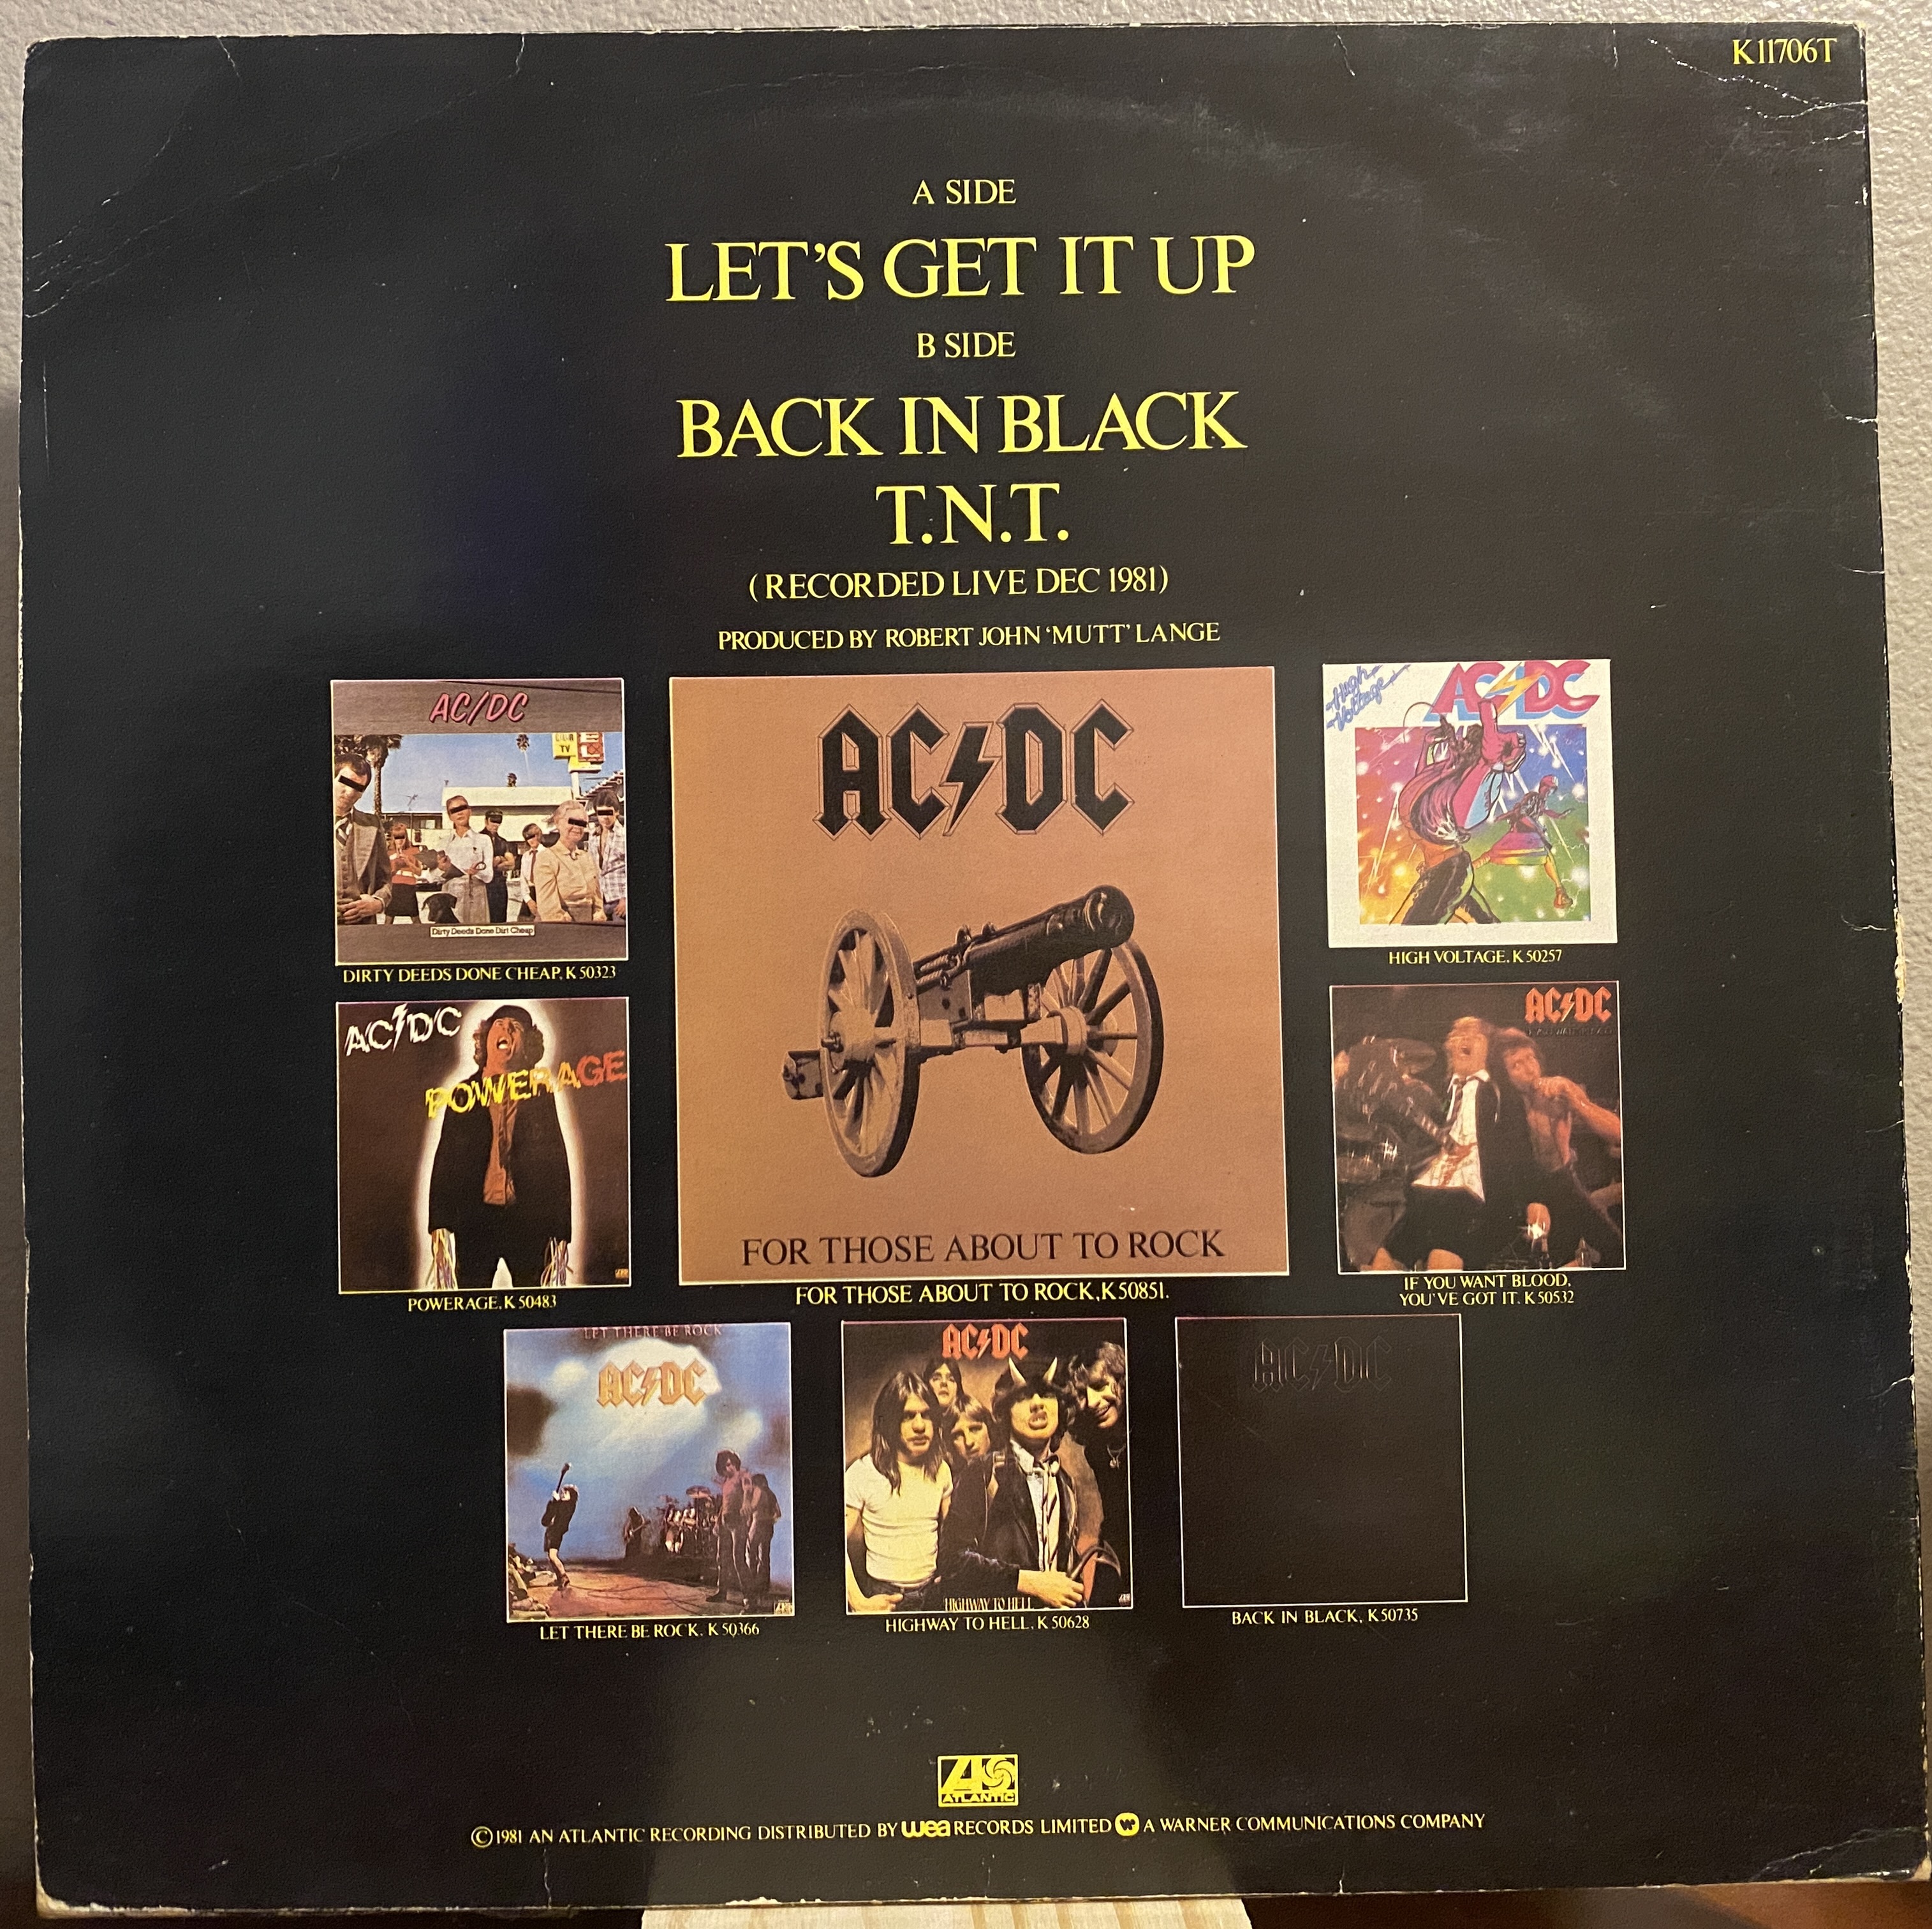 K11706T
A SIDE
LET'S GET IT UP
B SIDE
BACK IN BLACK
T.N.T.
(RECORDED LIVE DEC 1981)
PRODUCED BY ROBERT JOHN 'MUTT' LANGE
AC/DC
Dirty Deeds Done Dirt Cheap
DIRTY DEEDS DONE CHEAP, K 50323
AC DC
FOR THOSE ABOUT TO ROCK
FOR THOSE ABOUT TO ROCK, K 50851.
High Voltage
AC DC
HIGH VOLTAGE, K 50257
AC DC
POWERAGE
POWERAGE, K 50483
AC DC
IF YOU WANT BLOOD,
YOU'VE GOT IT. K 50532
LET THERE BE ROCK
AC DC
LET THERE BE ROCK. K 50366
AC DC
HIGHWAY TO HELL
HIGHWAY TO HELL, K 50628
AC DC
BACK IN BLACK, K 50735
ATLANTIC
©1981 AN ATLANTIC RECORDING DISTRIBUTED BY wea RECORDS LIMITED A WARNER COMMUNICATIONS COMPANY